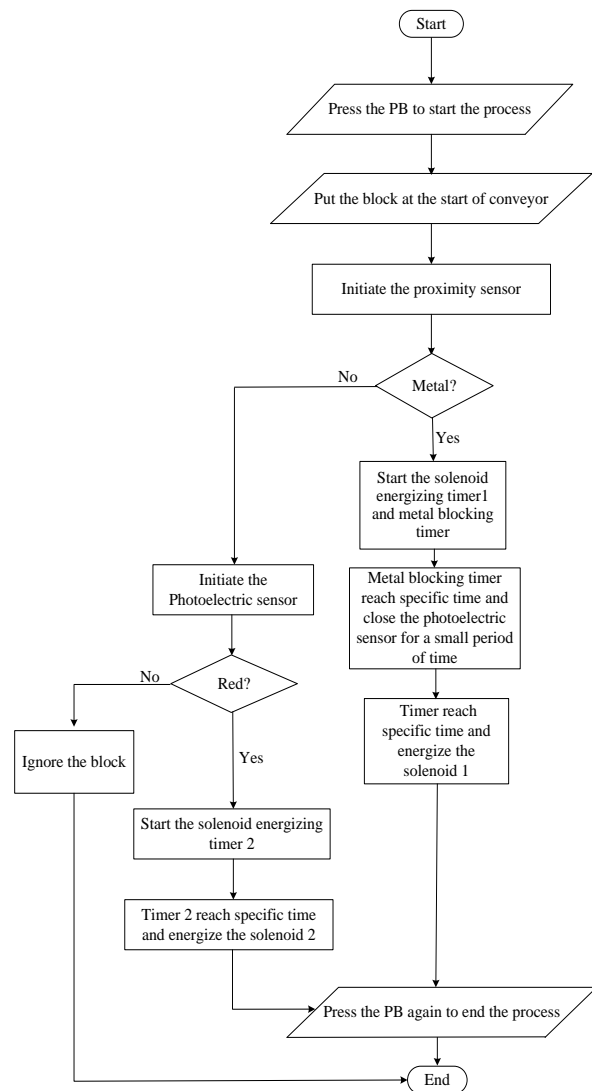 Start
Press the PB to start the process
Put the block at the start of conveyor
Initiate the proximity sensor
Metal?
No
Yes
Start the solenoid
energizing timer1
and metal blocking
timer
Metal blocking timer
reach specific time and
close the photoelectric
sensor for a small period
of time
Timer reach
specific time and
energize the
solenoid 1
Initiate the
Photoelectric sensor
Red?
No
Yes
Ignore the block
Start the solenoid energizing
timer 2
Timer 2 reach specific time
and energize the solenoid 2
Press the PB again to end the process
End